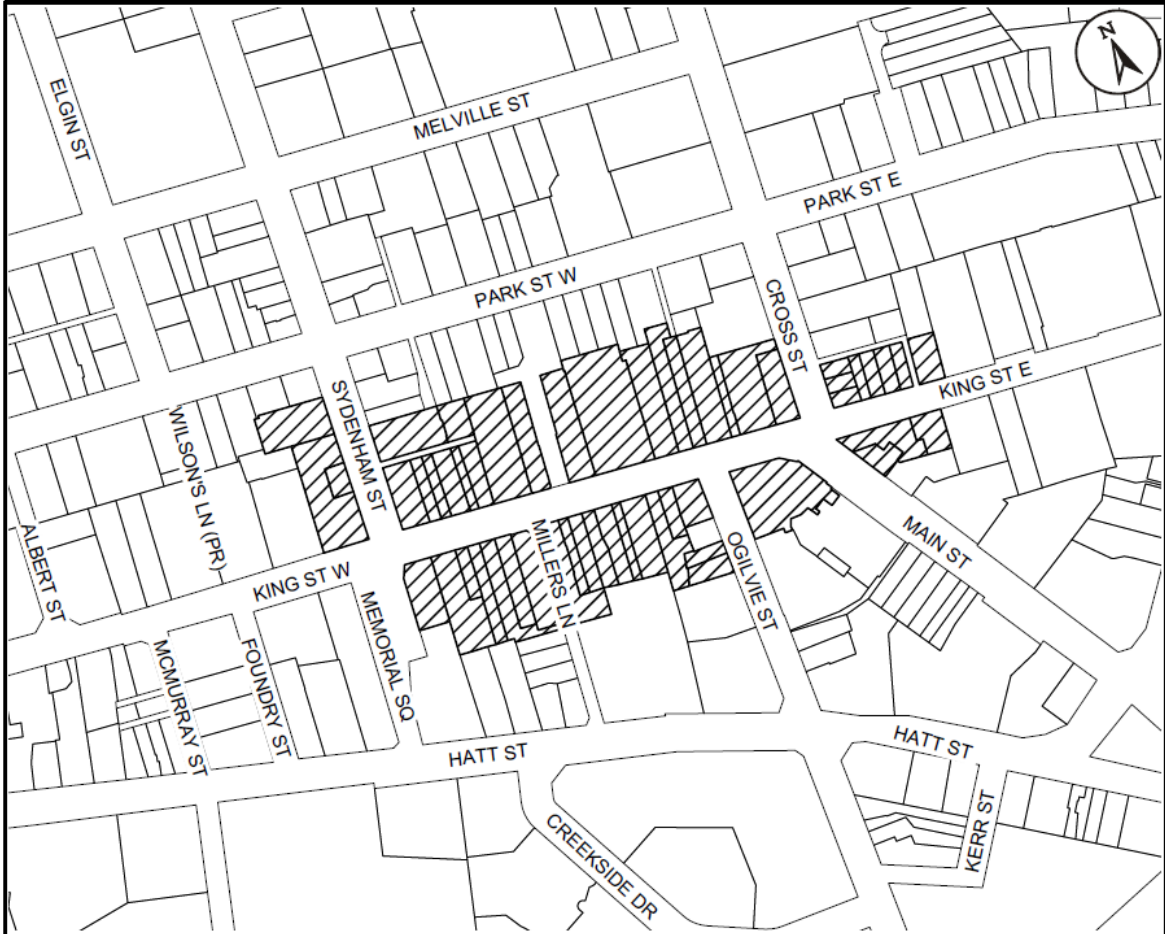 N
ELGIN ST
MELVILLE ST
PARK ST E
PARK ST W
CROSS ST
KING ST E
SYDENHAM ST
WILSON'S LN (PR)
ALBERT ST
KING ST W
MILLERS LN
OGILVIE ST
MAIN ST
MEMORIAL SQ
FOUNDRY ST
MCMURRAY ST
HATT ST
HATT ST
KERR ST
CREEKSIDE DR